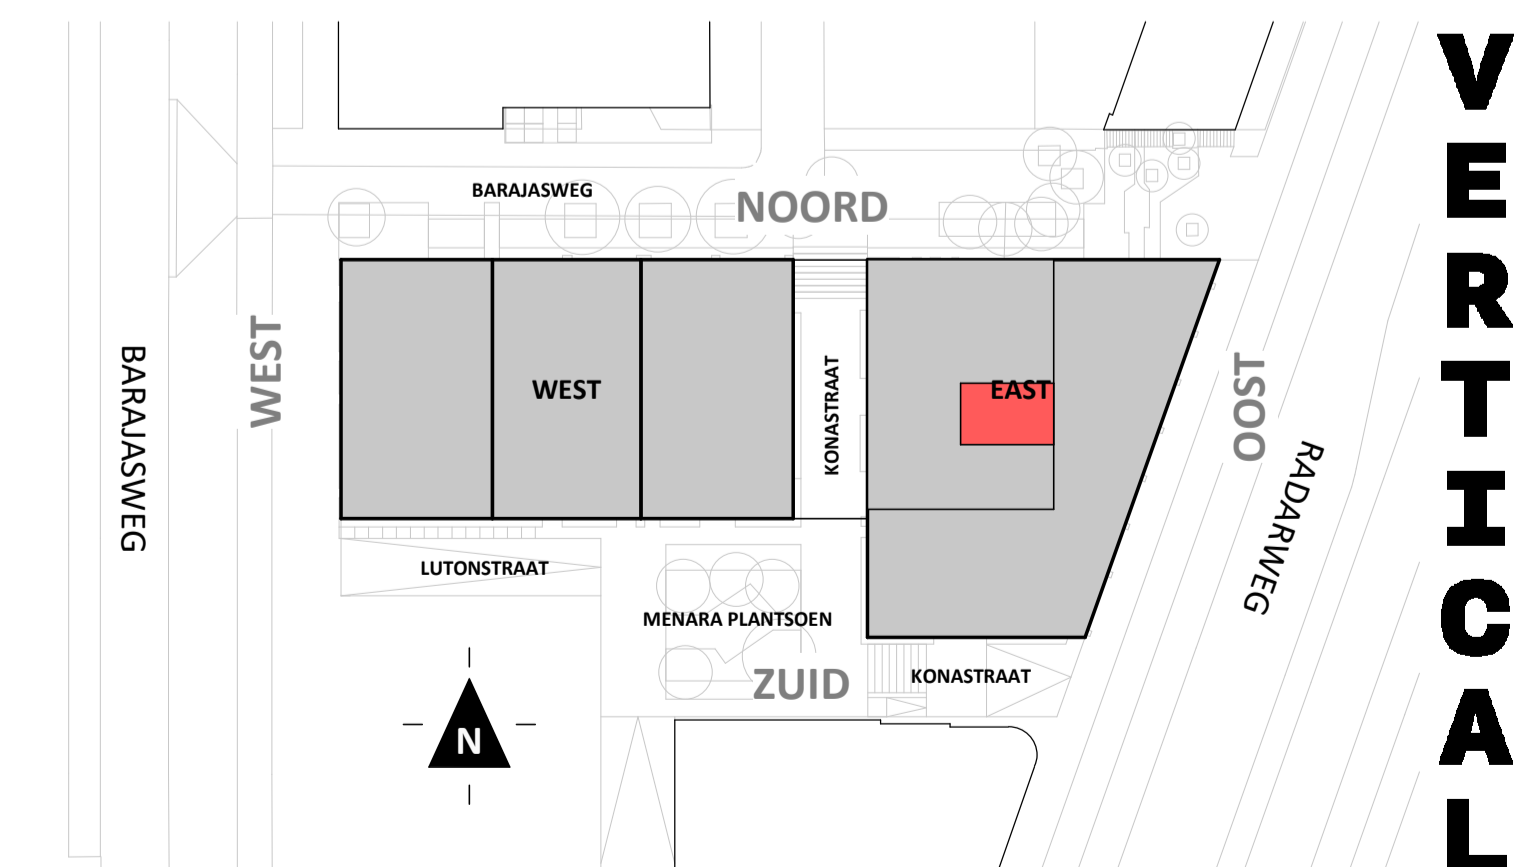 BARAJASWEG
NOORD
WEST
BARAJASWEG
WEST
KONASTRAAT
EAST
OOST
RADARWEG
LUTONSTRAAT
MENARA PLANTSOEN
ZUID
KONASTRAAT
N
VERTICAL